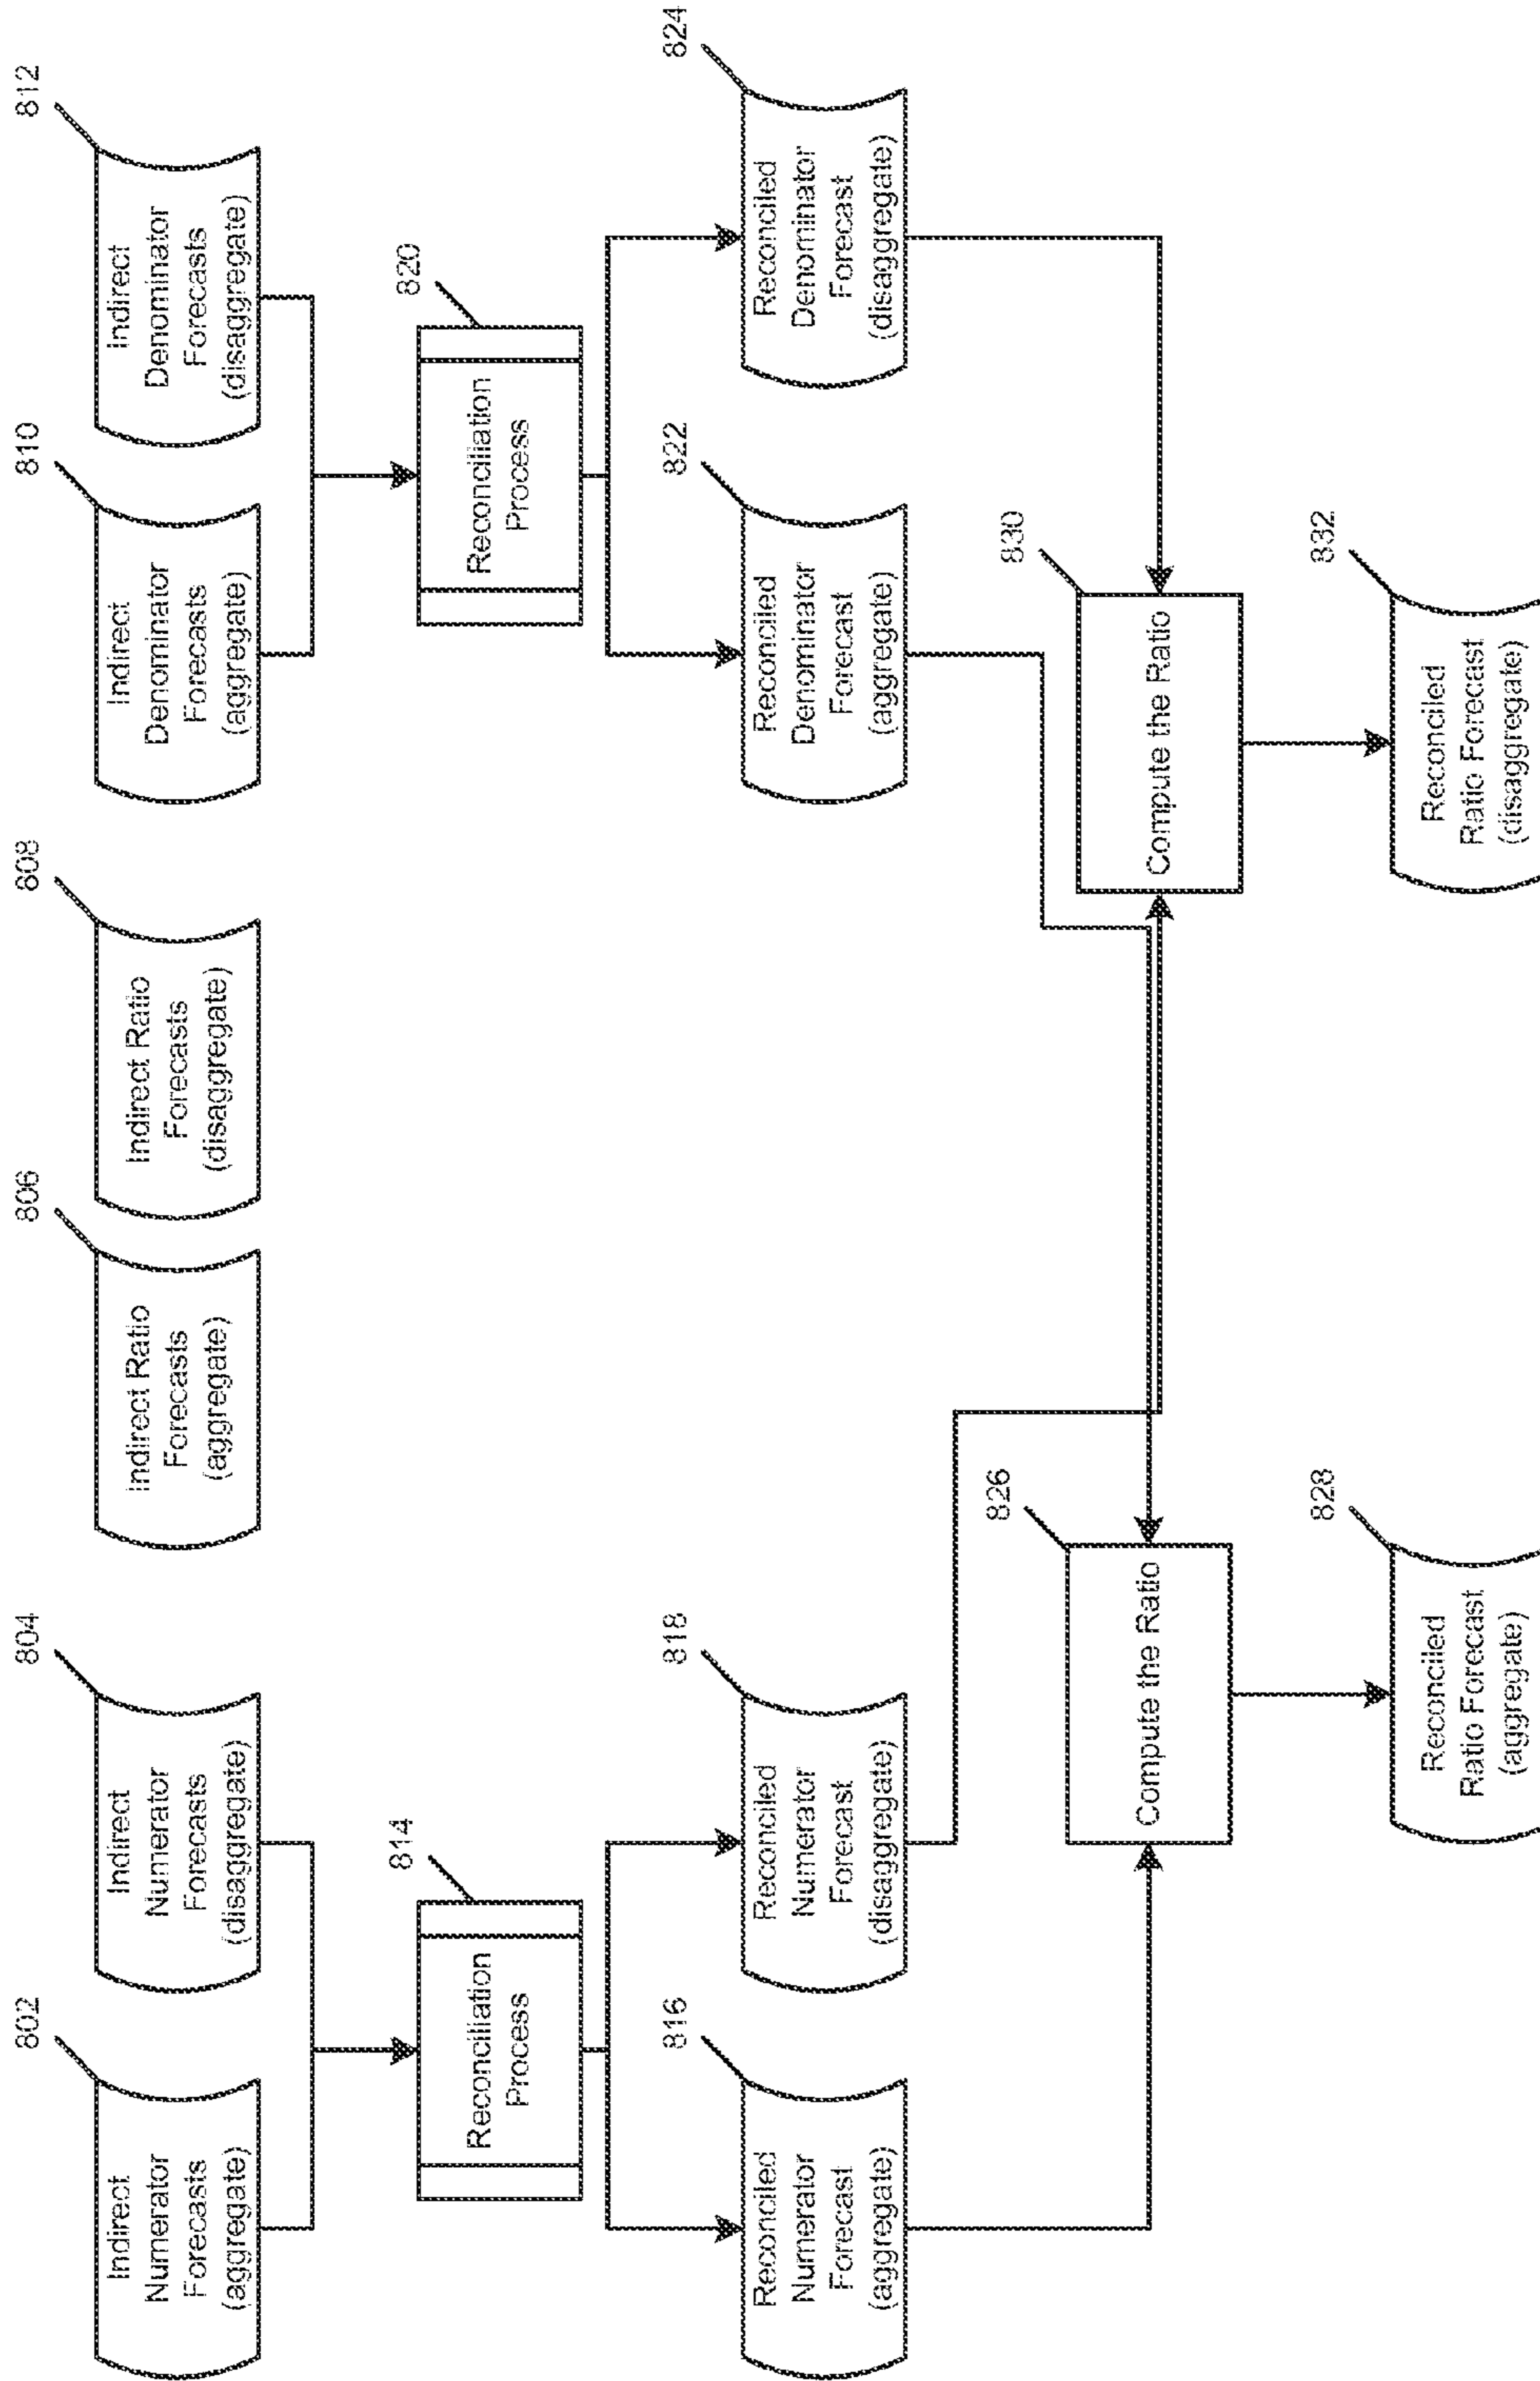 802
Indirect
Numerator
Forecasts
(aggregate)
804
Indirect
Numerator
Forecasts
(disaggregate)
806
Indirect Ratio
Forecasts
(aggregate)
808
Indirect Ratio
Forecasts
(disaggregate)
810
Indirect
Denominator
Forecasts
(aggregate)
812
Indirect
Denominator
Forecasts
(disaggregate)
814
Reconciliation
Process
820
Reconciliation
Process
816
Reconciled
Numerator
Forecast
(aggregate)
818
Reconciled
Numerator
Forecast
(disaggregate)
822
Reconciled
Denominator
Forecast
(aggregate)
824
Reconciled
Denominator
Forecast
(disaggregate)
826
Compute the Ratio
830
Compute the Ratio
828
Reconciled
Ratio Forecast
(aggregate)
832
Reconciled
Ratio Forecast
(disaggregate)